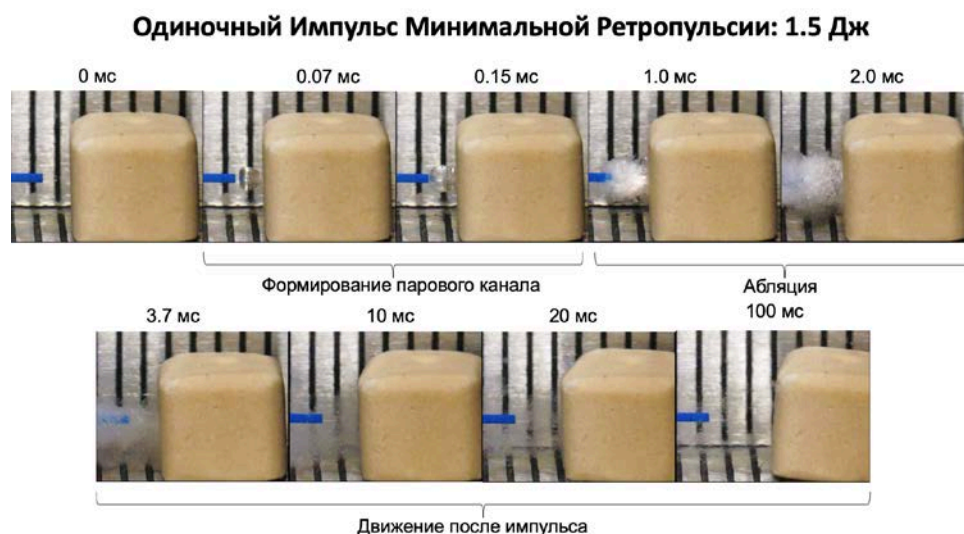 Одиночный Импульс Минимальной Ретропульсии: 1.5 Дж
0 мс 0.07 мс 0.15 мс 1.0 мс 2.0 мс
Формирование парового канала Абляция
3.7 мс 10 мс 20 мс 100 мс
Движение после импульса